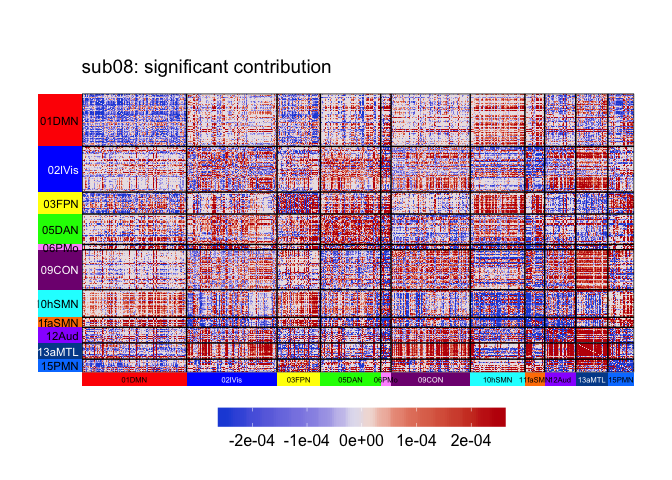 sub08: significant contribution
01DMN
02lVis
03FPN
05DAN
06PMo
09CON
10hSMN
1faSMN
12Aud
13aMTL
15PMN
01DMN 02lVis 03FPN 05DAN 06PMo 09CON 10hSMN 11faSMN 12Aud 13aMTL 15PMN
-2e-04 -1e-04 0e+00 1e-04 2e-04